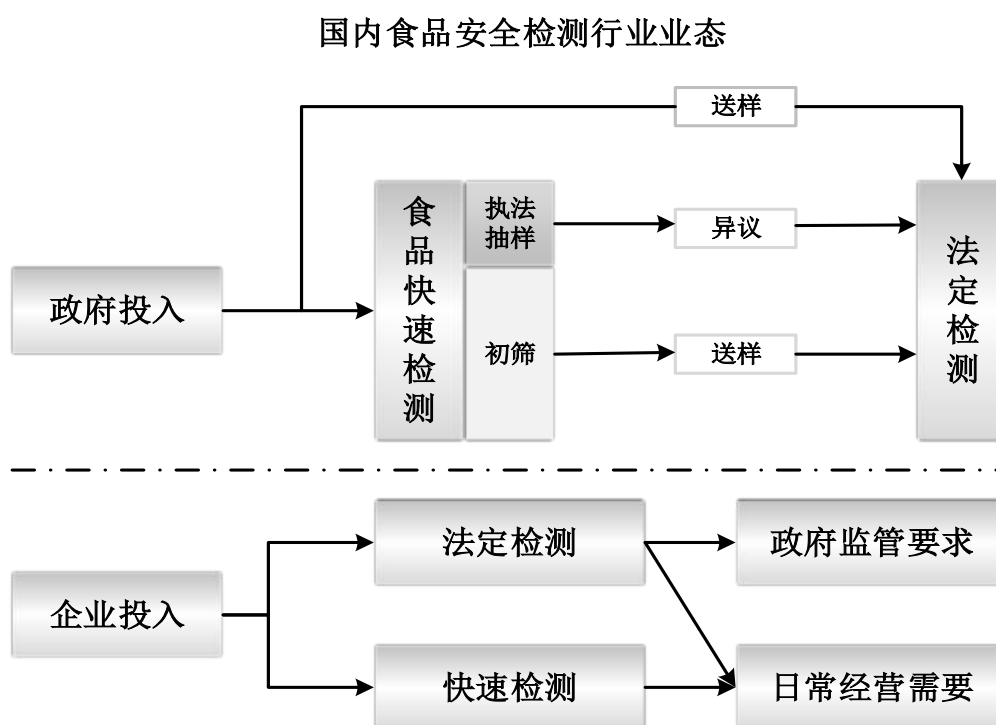 国内食品安全检测行业业态
送样
食品快速检测
执法
抽样
异议
法定检测
政府投入
初筛
送样
法定检测
政府监管要求
企业投入
快速检测
日常经营需要